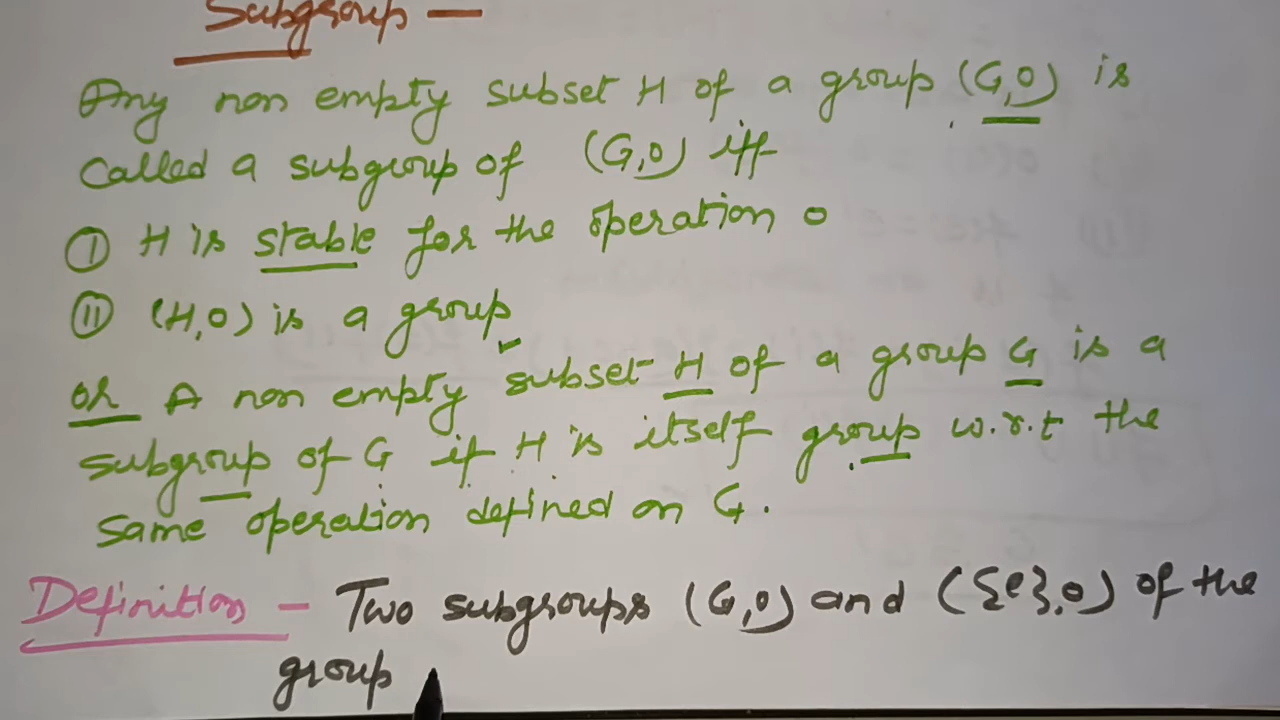 Subgroup —
Any non empty subset H of a group (G,o) is
called a subgroup of (G,o) iff
(I) H is stable for the operation o
(II) (H,o) is a group
or A non empty subset H of a group G is a
subgroup of G if H is itself group w.r.t the
same operation defined on G.
Definition - Two subgroups (G,o) and ({e},o) of the
group